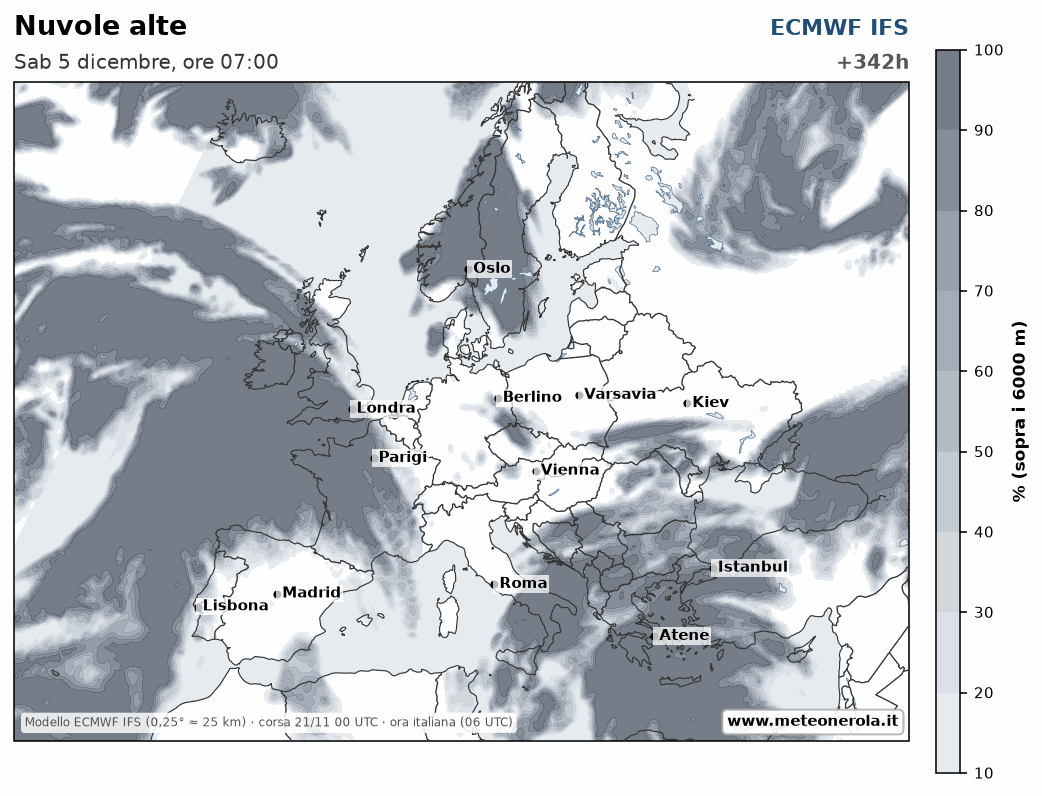 Nuvole alte
ECMWF IFS
Sab 5 dicembre, ore 07:00
+342h
Oslo
Londra
Berlino
Varsavia
Kiev
Parigi
Vienna
Roma
Istanbul
Madrid
Lisbona
Atene
Modello ECMWF IFS (0,25° ≈ 25 km) · corsa 21/11 00 UTC · ora italiana (06 UTC)
www.meteonerola.it
100
90
80
70
60
50
40
30
20
10
% (sopra i 6000 m)